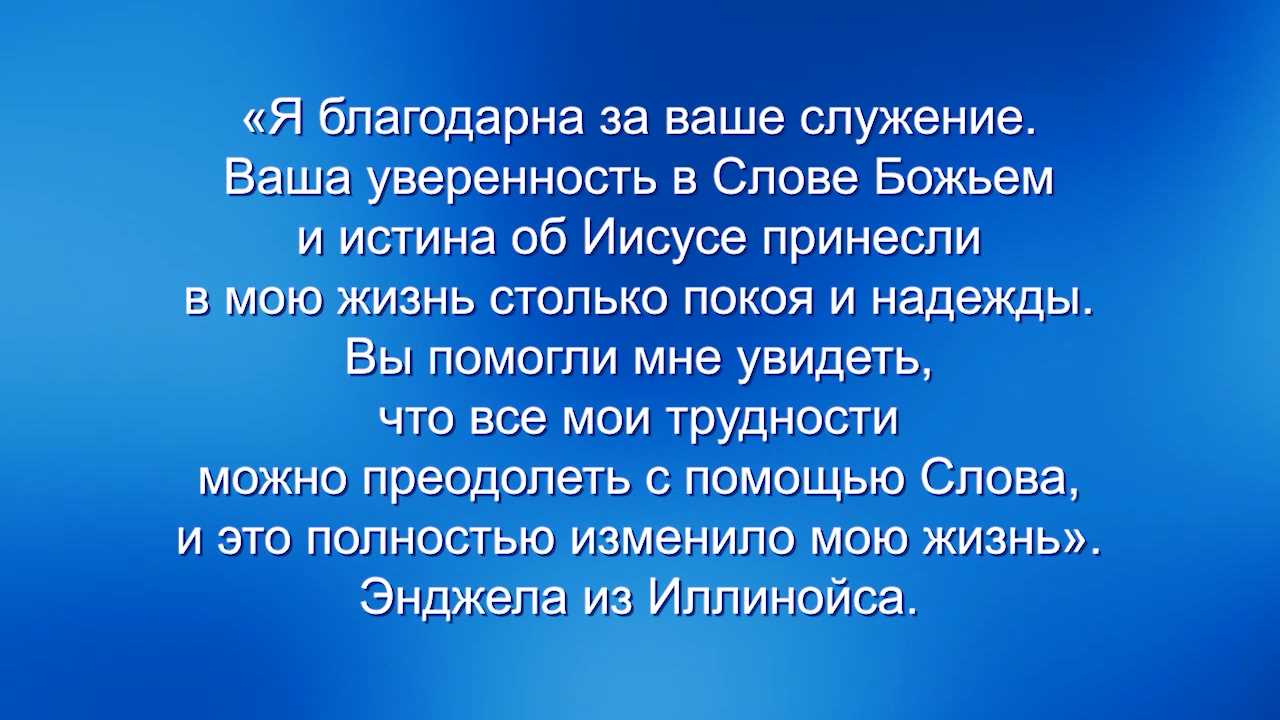 «Я благодарна за ваше служение.
Ваша уверенность в Слове Божьем
и истина об Иисусе принесли
в мою жизнь столько покоя и надежды.
Вы помогли мне увидеть,
что все мои трудности
можно преодолеть с помощью Слова,
и это полностью изменило мою жизнь».
Энджела из Иллинойса.